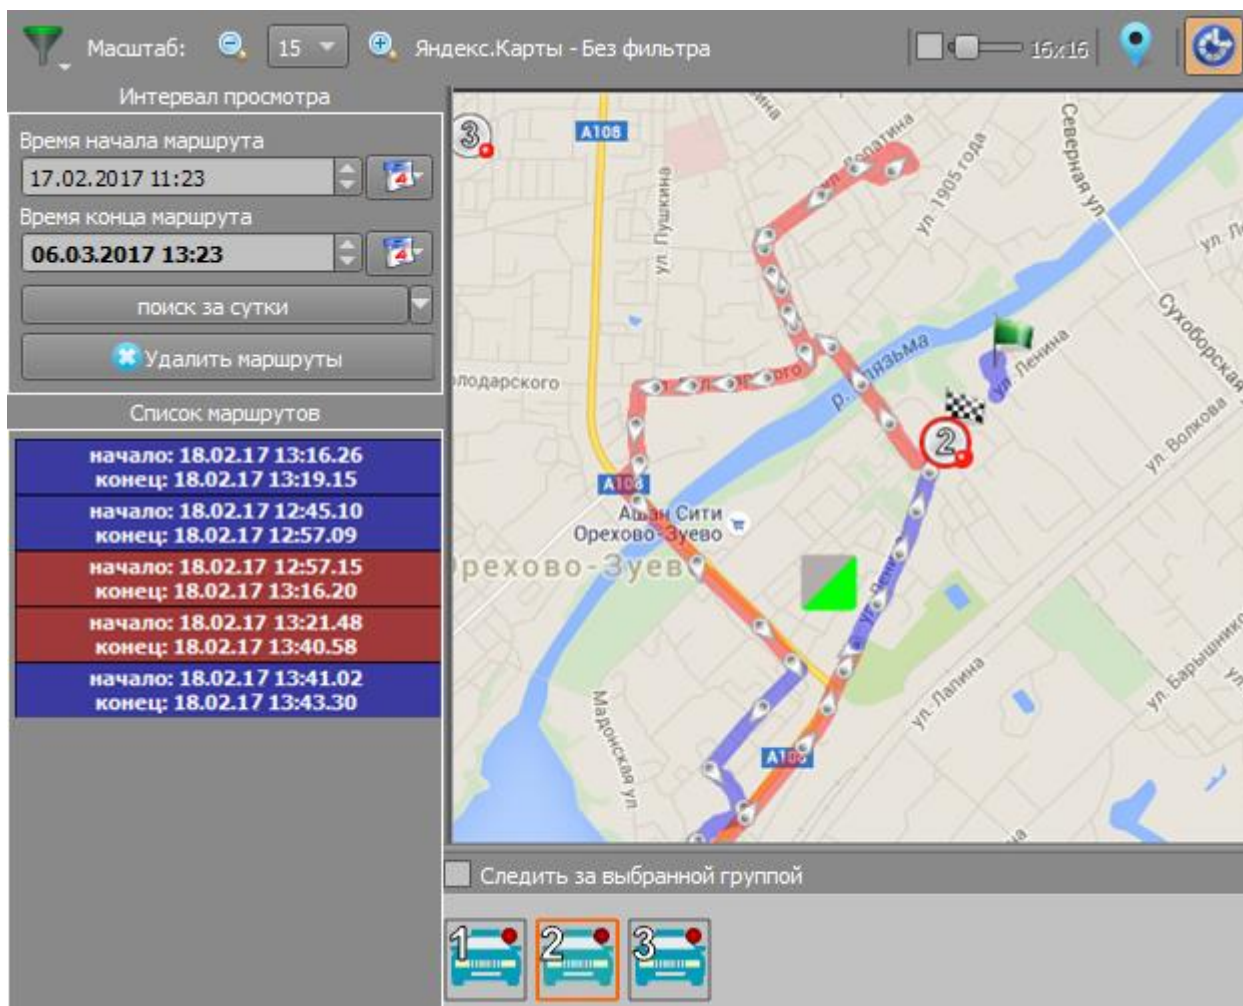 Масштаб:
15
Яндекс.Карты - Без фильтра
16x16
Интервал просмотра
Время начала маршрута
17.02.2017 11:23
Время конца маршрута
06.03.2017 13:23
поиск за сутки
Удалить маршруты
Список маршрутов
начало: 18.02.17 13:16.26
конец: 18.02.17 13:19.15
начало: 18.02.17 12:45.10
конец: 18.02.17 12:57.09
начало: 18.02.17 12:57.15
конец: 18.02.17 13:16.20
начало: 18.02.17 13:21.48
конец: 18.02.17 13:40.58
начало: 18.02.17 13:41.02
конец: 18.02.17 13:43.30
3
А108
ул. Лопатина
ул. 1905 года
Северная ул.
ул. Пушкина
Сухоборская
р. Клязьма
ул. Ленина
ул. Волкова
2
А108
Ашан Сити
Орехово-Зуево
ул. Ленина
ул. Лапина
ул. Барышнико
Мадонская ул.
А108
Следить за выбранной группой
1
2
3